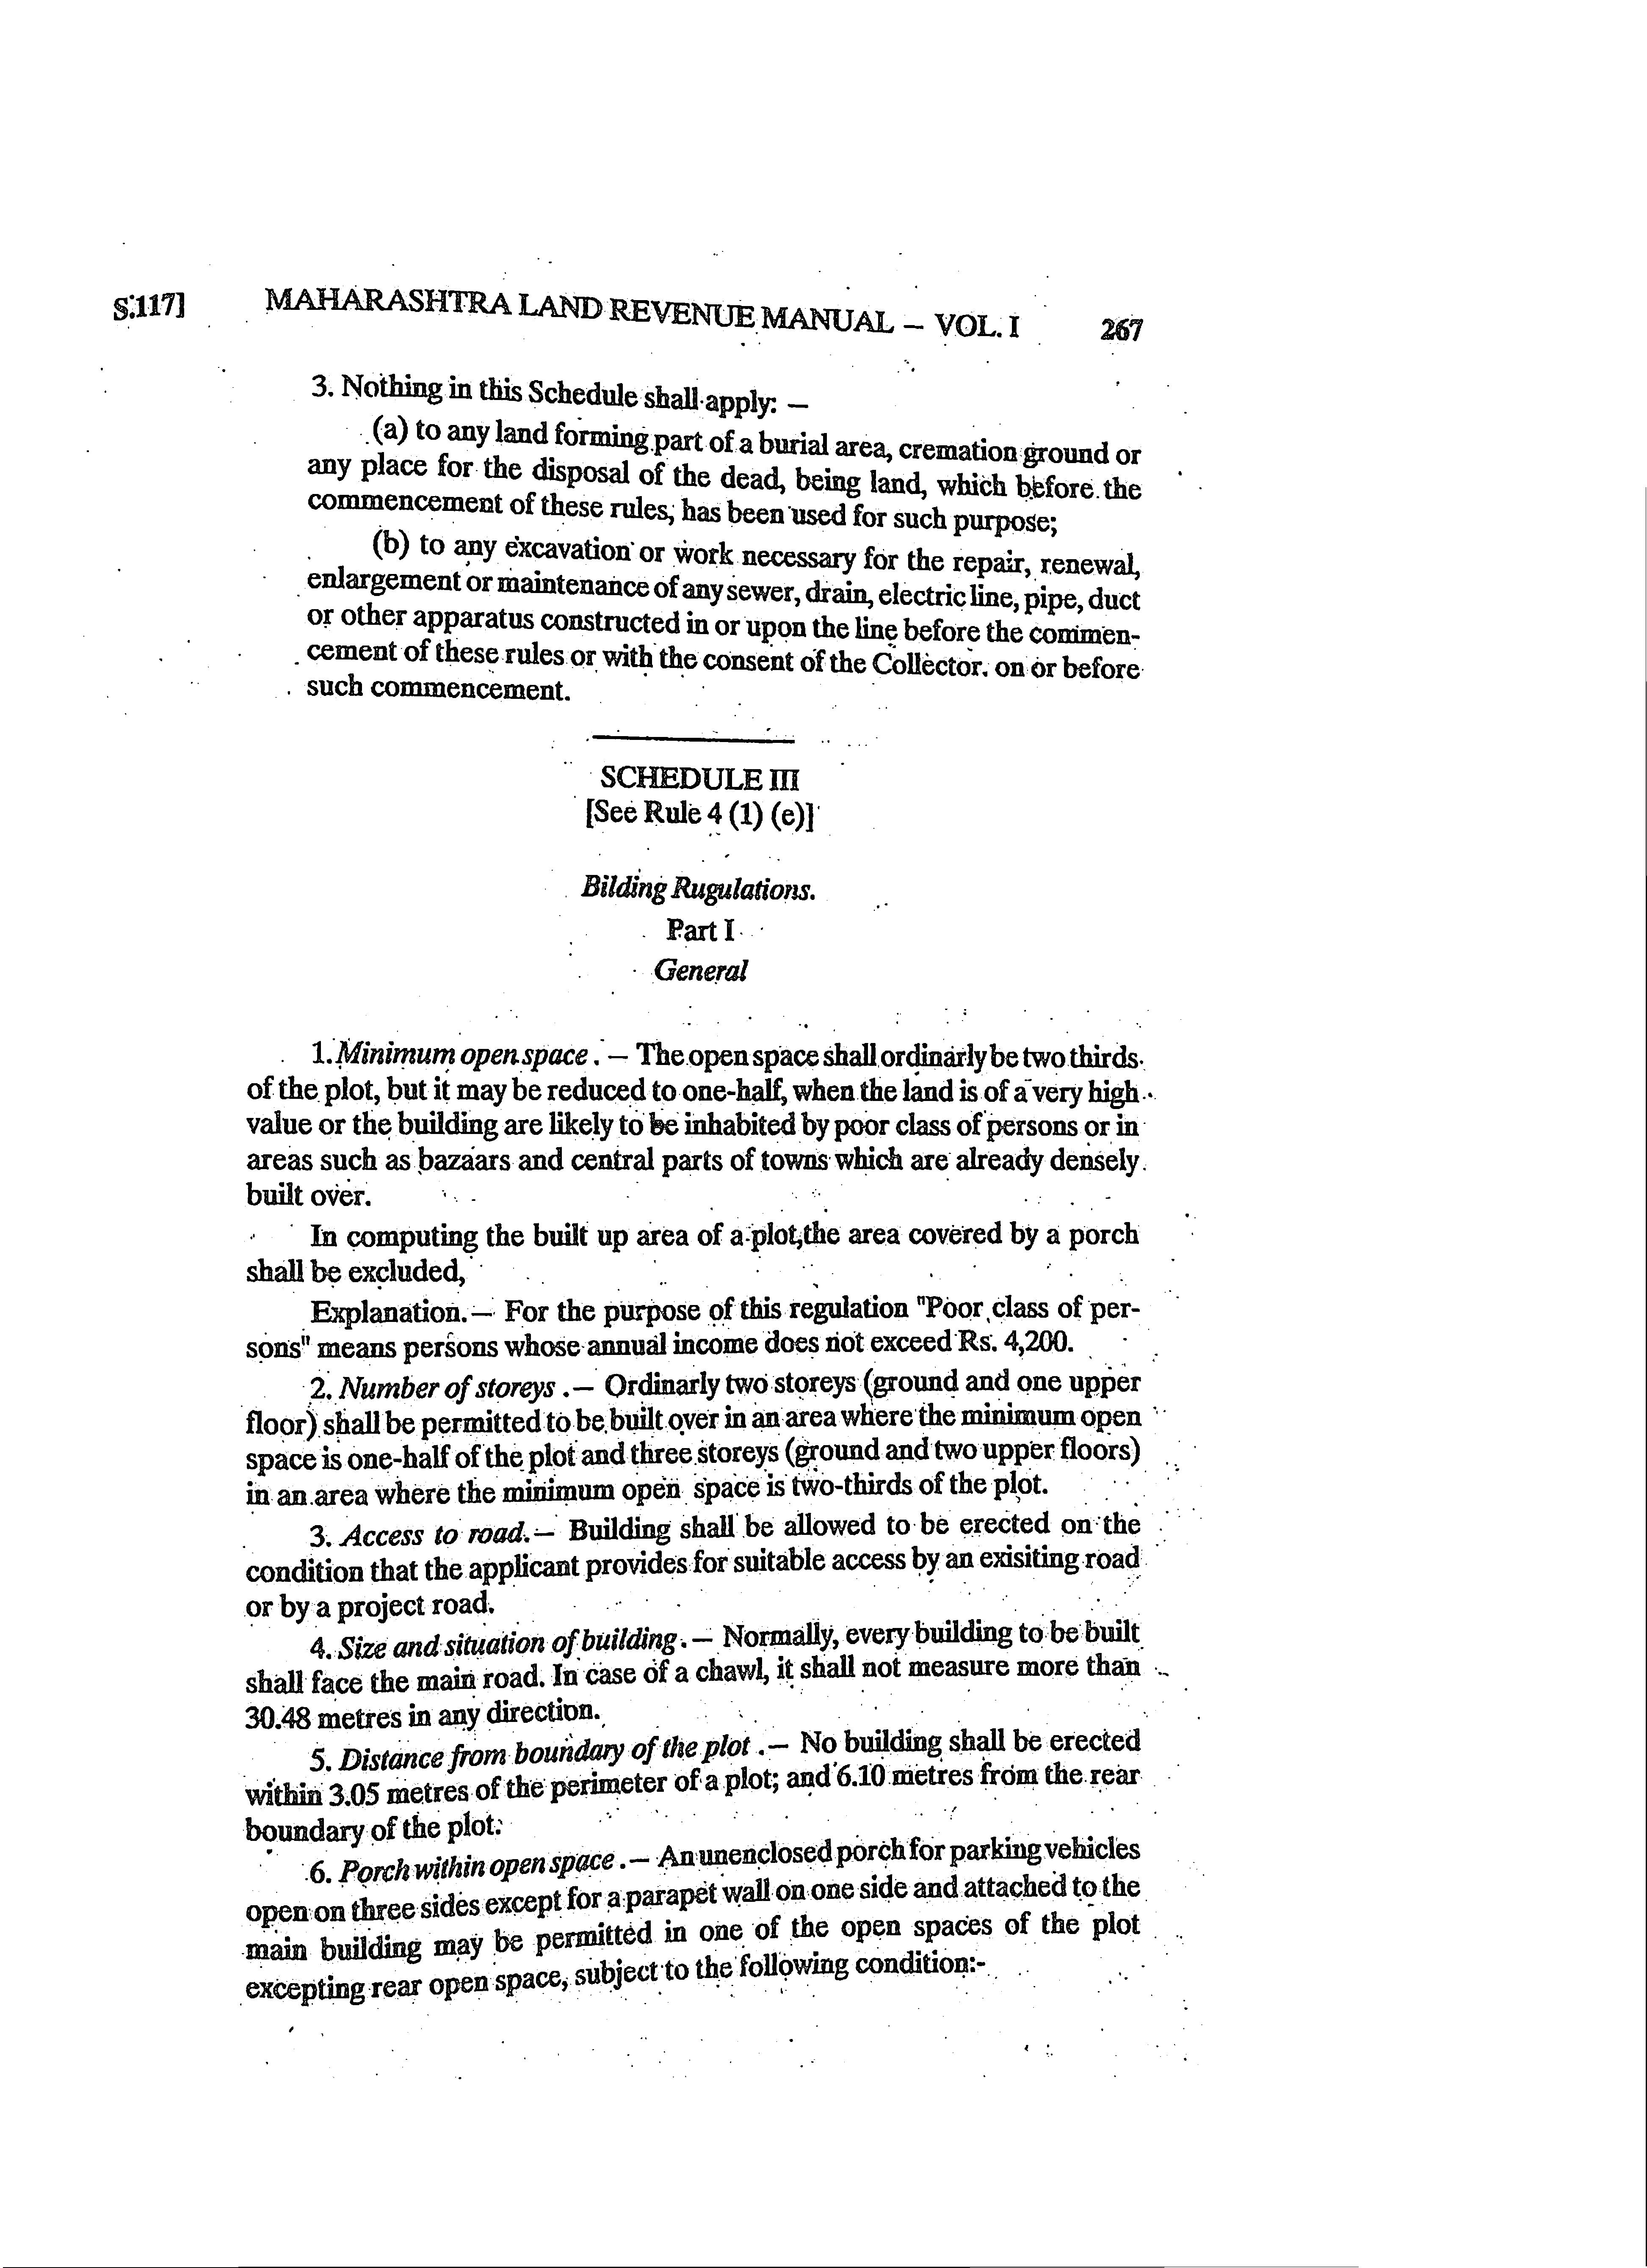 S.117] MAHARASHTRA LAND REVENUE MANUAL – VOL. I 267
3. Nothing in this Schedule shall apply: —
(a) to any land forming part of a burial area, cremation ground or
any place for the disposal of the dead, being land, which before the
commencement of these rules, has been used for such purpose;
(b) to any excavation or work necessary for the repair, renewal,
enlargement or maintenance of any sewer, drain, electric line, pipe, duct
or other apparatus constructed in or upon the line before the commen-
cement of these rules or with the consent of the Collector. on or before
such commencement.
SCHEDULE III
[See Rule 4 (1) (e)]
Bilding Rugulations.
Part I
General
1. Minimum open space . — The open space shall ordinarly be two thirds
of the plot, but it may be reduced to one-half, when the land is of a very high
value or the building are likely to be inhabited by poor class of persons or in
areas such as bazaars and central parts of towns which are already densely
built over.
In computing the built up area of a plot,the area covered by a porch
shall be excluded,
Explanation. — For the purpose of this regulation "Poor class of per-
sons" means persons whose annual income does not exceed Rs. 4,200.
2. Number of storeys . — Ordinarly two storeys (ground and one upper
floor) shall be permitted to be built over in an area where the minimum open
space is one-half of the plot and three storeys (ground and two upper floors)
in an area where the minimum open space is two-thirds of the plot.
3. Access to road. — Building shall be allowed to be erected on the
condition that the applicant provides for suitable access by an exisiting road
or by a project road.
4. Size and situation of building . — Normally, every building to be built
shall face the main road. In case of a chawl, it shall not measure more than
30.48 metres in any direction.
5. Distance from boundary of the plot . — No building shall be erected
within 3.05 metres of the perimeter of a plot; and 6.10 metres from the rear
boundary of the plot.
6. Porch within open space . — An unenclosed porch for parking vehicles
open on three sides except for a parapet wall on one side and attached to the
main building may be permitted in one of the open spaces of the plot
excepting rear open space, subject to the following condition:-